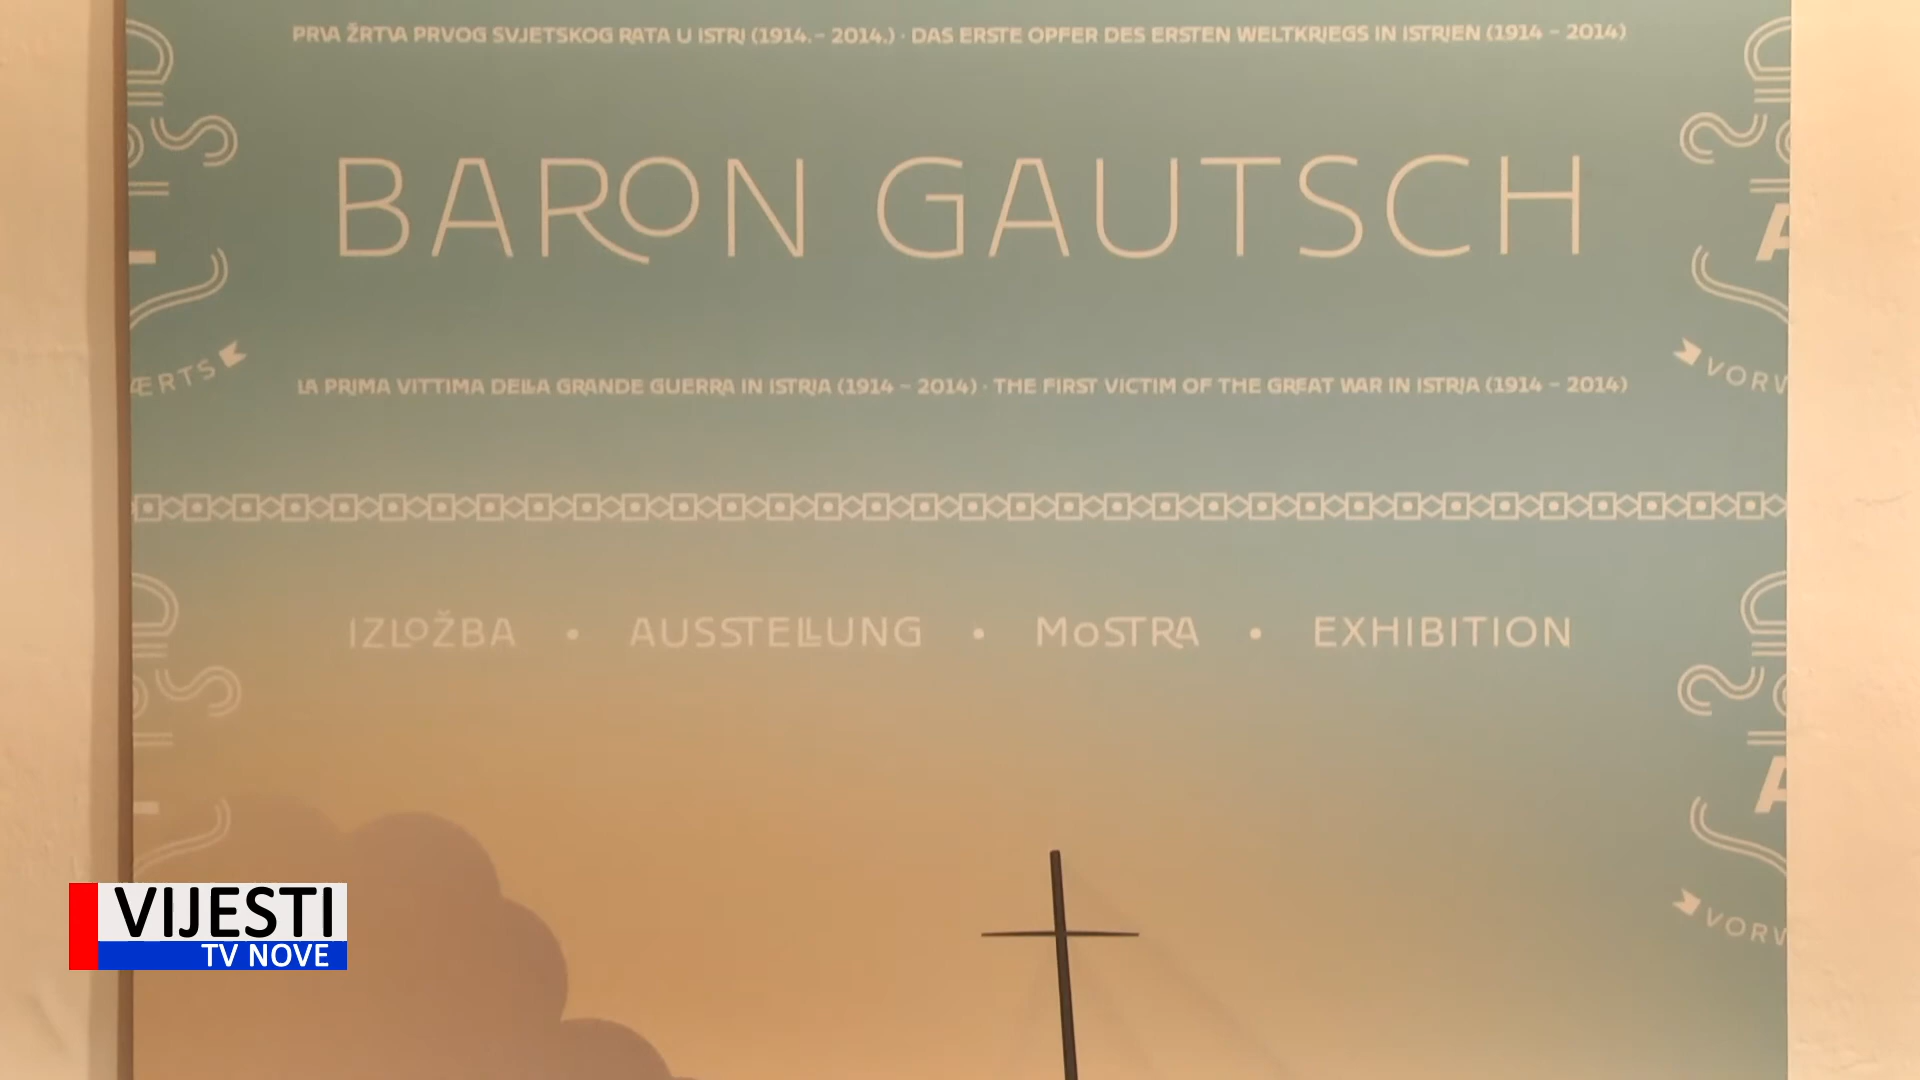 PRVA ŽRTVA PRVOG SVJETSKOG RATA U ISTRI (1914.– 2014.) · DAS ERSTE OPFER DES ERSTEN WELTKRIEGS IN ISTRIEN (1914 – 2014)
BARON GAUTSCH
LA PRIMA VITTIMA DELLA GRANDE GUERRA IN ISTRIA (1914 – 2014) · THE FIRST VICTIM OF THE GREAT WAR IN ISTRIA (1914 – 2014)
IZLOŽBA • AUSSTELLUNG • MOSTRA • EXHIBITION
VIJESTI
TV NOVE